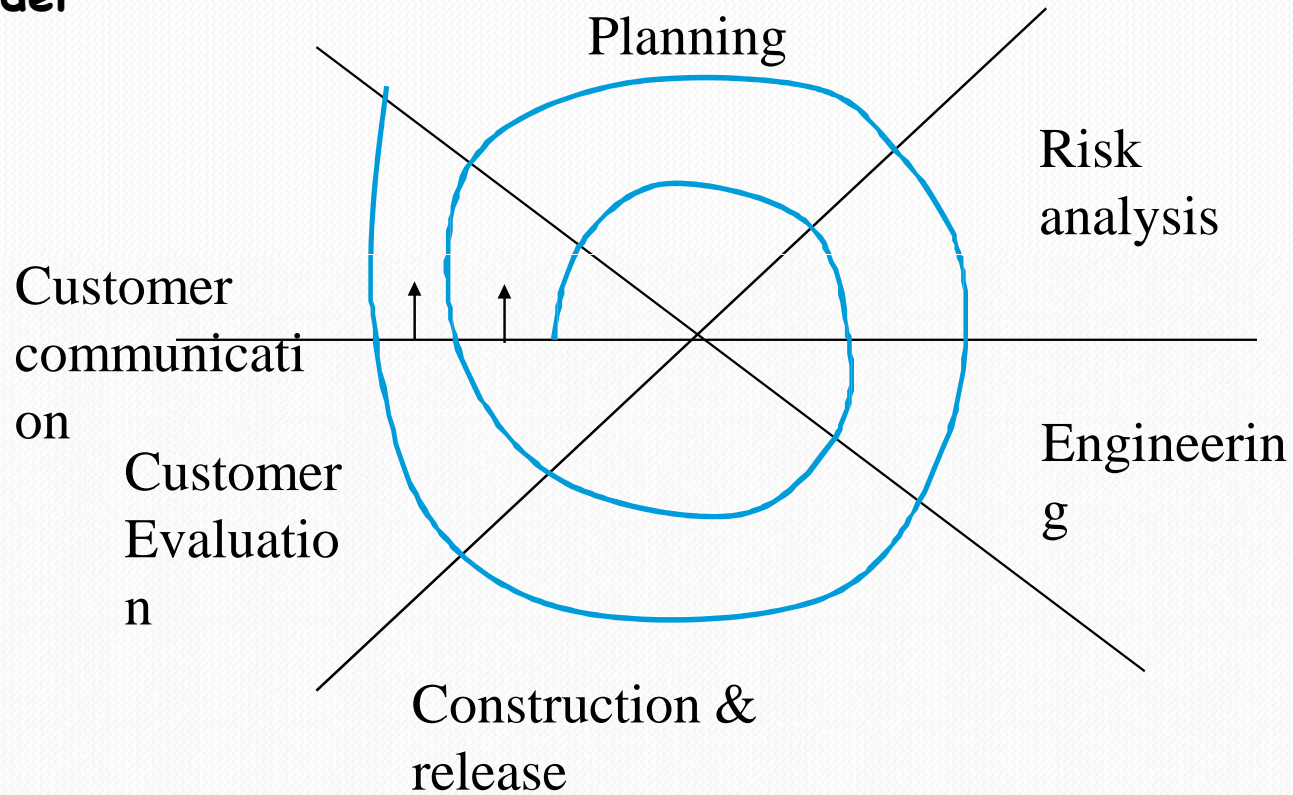 Planning
Risk
analysis
Customer
communicati
on
Engineerin
g
Customer
Evaluatio
n
Construction &
release